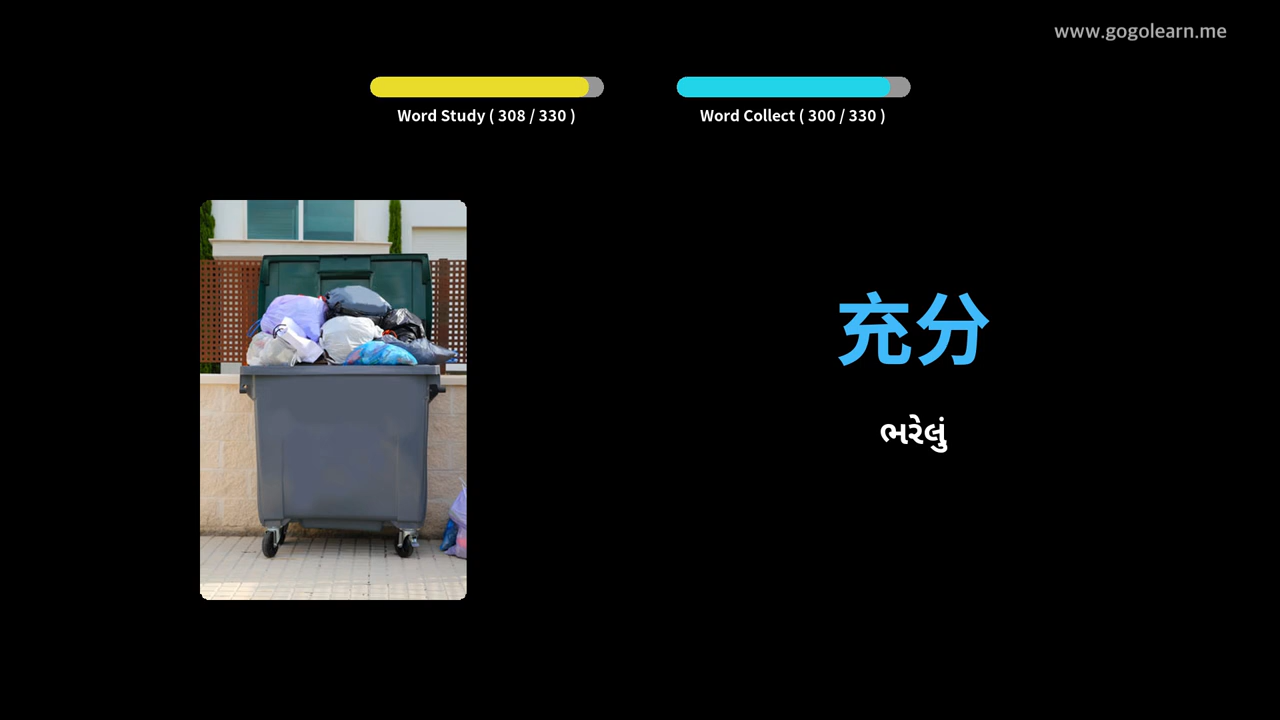 www.gogolearn.me
Word Study ( 308 / 330 )
Word Collect ( 300 / 330 )
充分
ભરેલું